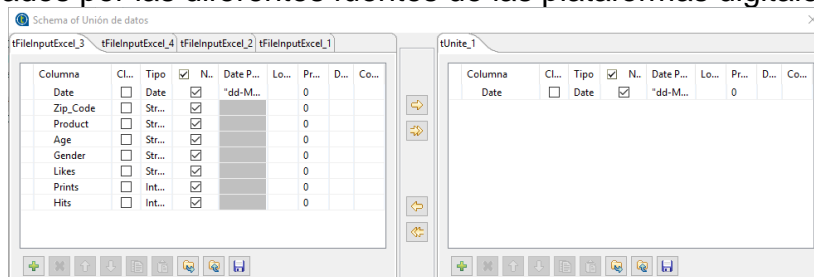 ados por las diferentes fuentes de las plataformas digitale
Schema of Unión de datos
tFileInputExcel_3 tFileInputExcel_4 tFileInputExcel_2 tFileInputExcel_1 tUnite_1
Columna Cl... Tipo N.. Date P... Lo... Pr... D... Co... Columna Cl... Tipo N.. Date P... Lo... Pr... D... Co...
Date Date "dd-M... 0 Date Date "dd-M... 0
Zip_Code Str... 0
Product Str... 0
Age Str... 0
Gender Str... 0
Likes Str... 0
Prints Int... 0
Hits Int... 0